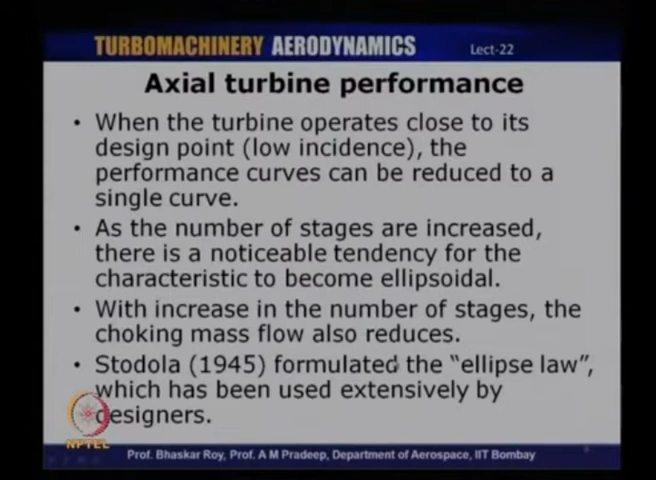 TURBOMACHINERY AERODYNAMICS Lect-22
Axial turbine performance
• When the turbine operates close to its
design point (low incidence), the
performance curves can be reduced to a
single curve.
• As the number of stages are increased,
there is a noticeable tendency for the
characteristic to become ellipsoidal.
• With increase in the number of stages, the
choking mass flow also reduces.
• Stodola (1945) formulated the “ellipse law”,
which has been used extensively by
designers.
NPTEL
Prof. Bhaskar Roy, Prof. A M Pradeep, Department of Aerospace, IIT Bombay